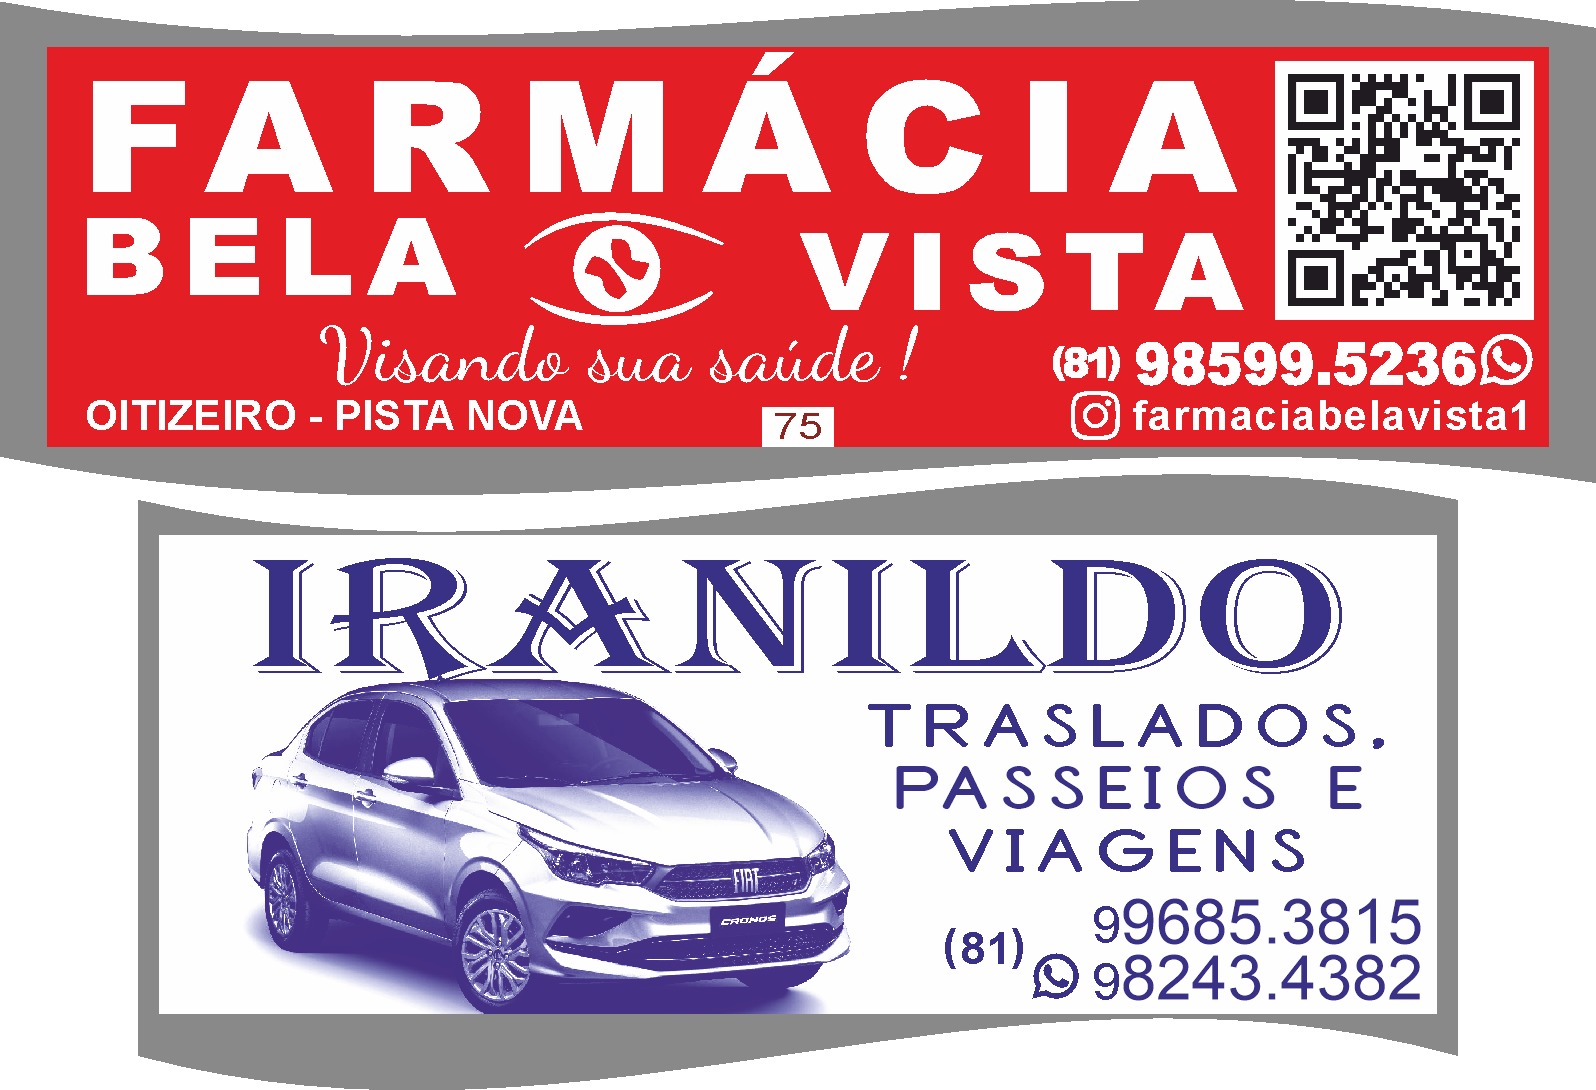 FARMÁCIA
BELA VISTA
Visando sua saúde !
(81) 98599.5236
OITIZEIRO - PISTA NOVA
75
farmaciabelavista1
IRANILDO
TRASLADOS,
PASSEIOS E
VIAGENS
FIAT
CRONOS
(81)
99685.3815
98243.4382